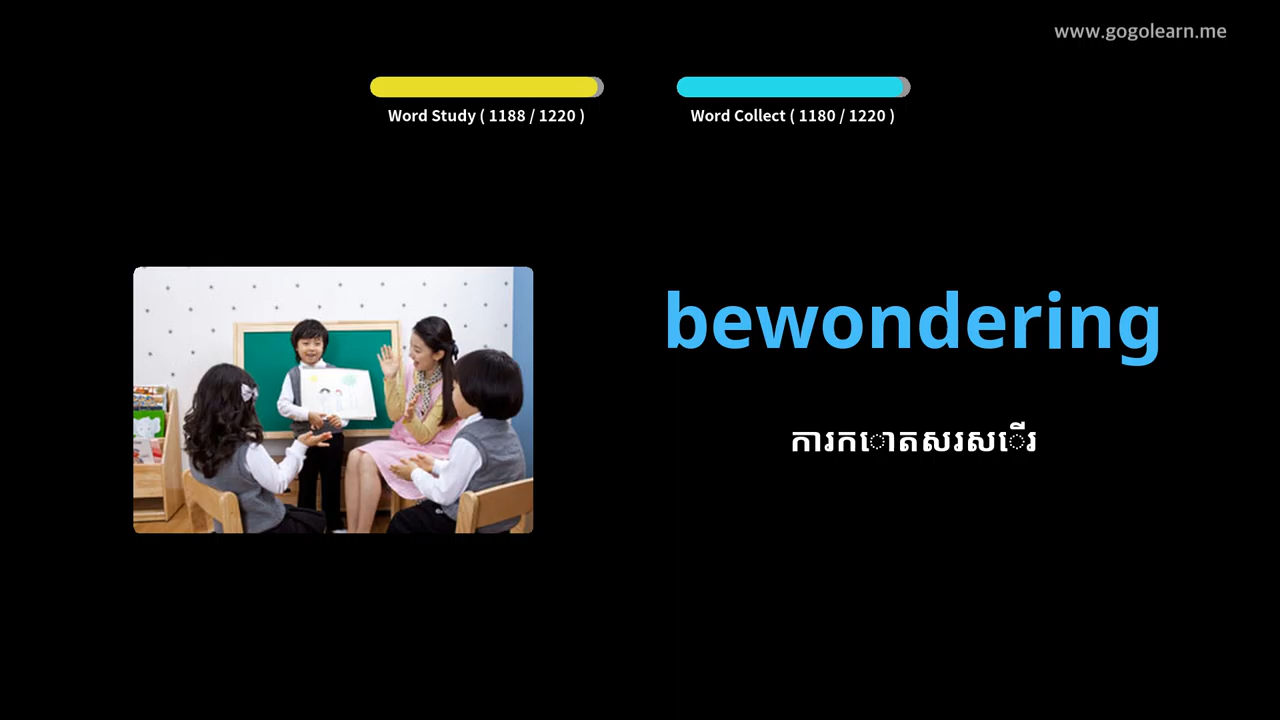 www.gogolearn.me
Word Study ( 1188 / 1220 )
Word Collect ( 1180 / 1220 )
bewondering
ការកោតសរសើរ